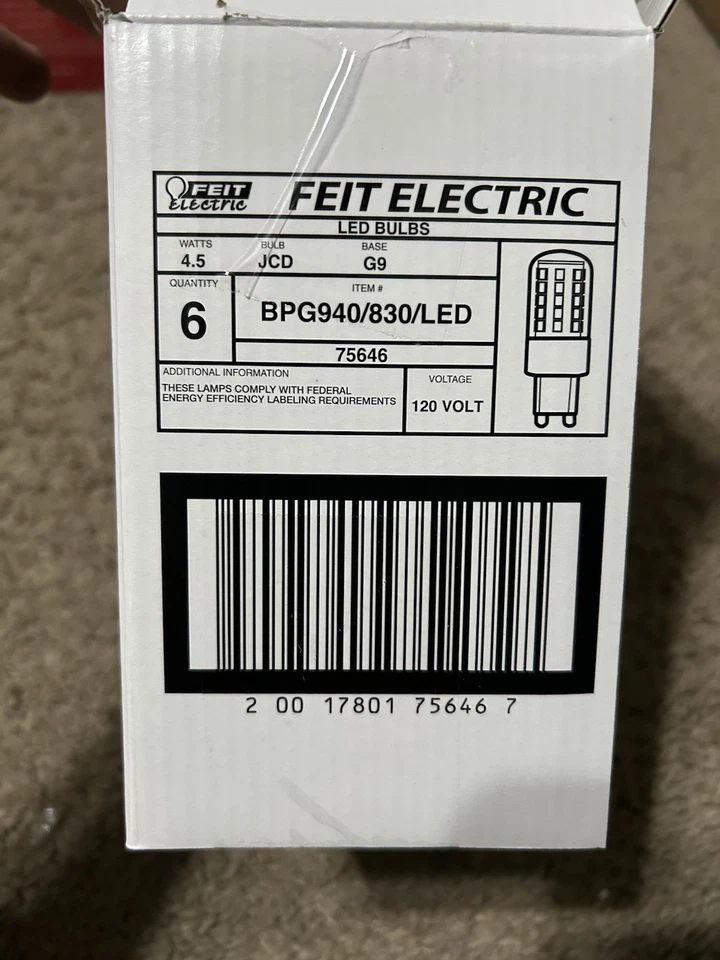 FEIT
Electric
FEIT ELECTRIC
LED BULBS
WATTS BULB BASE
4.5 JCD G9
QUANTITY
6
ITEM #
BPG940/830/LED
75646
ADDITIONAL INFORMATION
THESE LAMPS COMPLY WITH FEDERAL
ENERGY EFFICIENCY LABELING REQUIREMENTS
VOLTAGE
120 VOLT
2 00 17801 75646 7